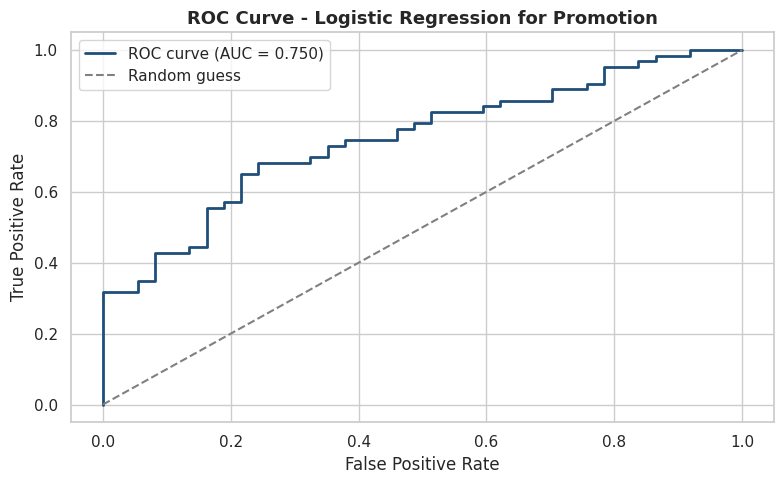 ROC Curve - Logistic Regression for Promotion
ROC curve (AUC = 0.750)
Random guess
True Positive Rate
1.0
0.8
0.6
0.4
0.2
0.0
0.0 0.2 0.4 0.6 0.8 1.0
False Positive Rate